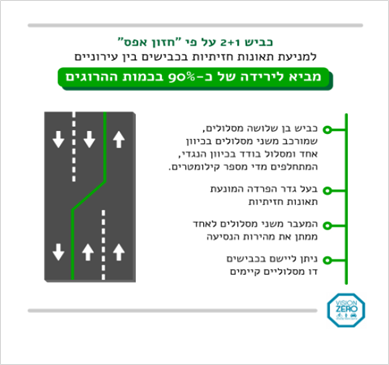 כביש 2+1 על פי "חזון אפס"
למניעת תאונות חזיתיות בכבישים בין עירוניים
מביא לירידה של כ-90% בכמות ההרוגים
כביש בן שלושה מסלולים,
שמורכב משני מסלולים בכיוון
אחד ומסלול בודד בכיוון הנגדי,
המתחלפים מדי מספר קילומטרים.
בעל גדר הפרדה המונעת
תאונות חזיתיות
המעבר משני מסלולים לאחד
ממתן את מהירות הנסיעה
ניתן ליישם בכבישים
דו מסלוליים קיימים
VISION
ZERO